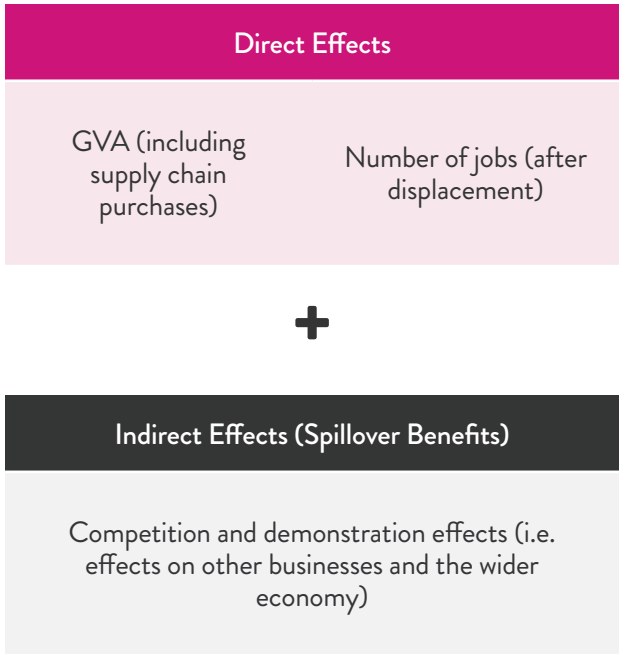 Direct Effects
GVA (including
supply chain
purchases)
Number of jobs (after
displacement)
+
Indirect Effects (Spillover Benefits)
Competition and demonstration effects (i.e.
effects on other businesses and the wider
economy)